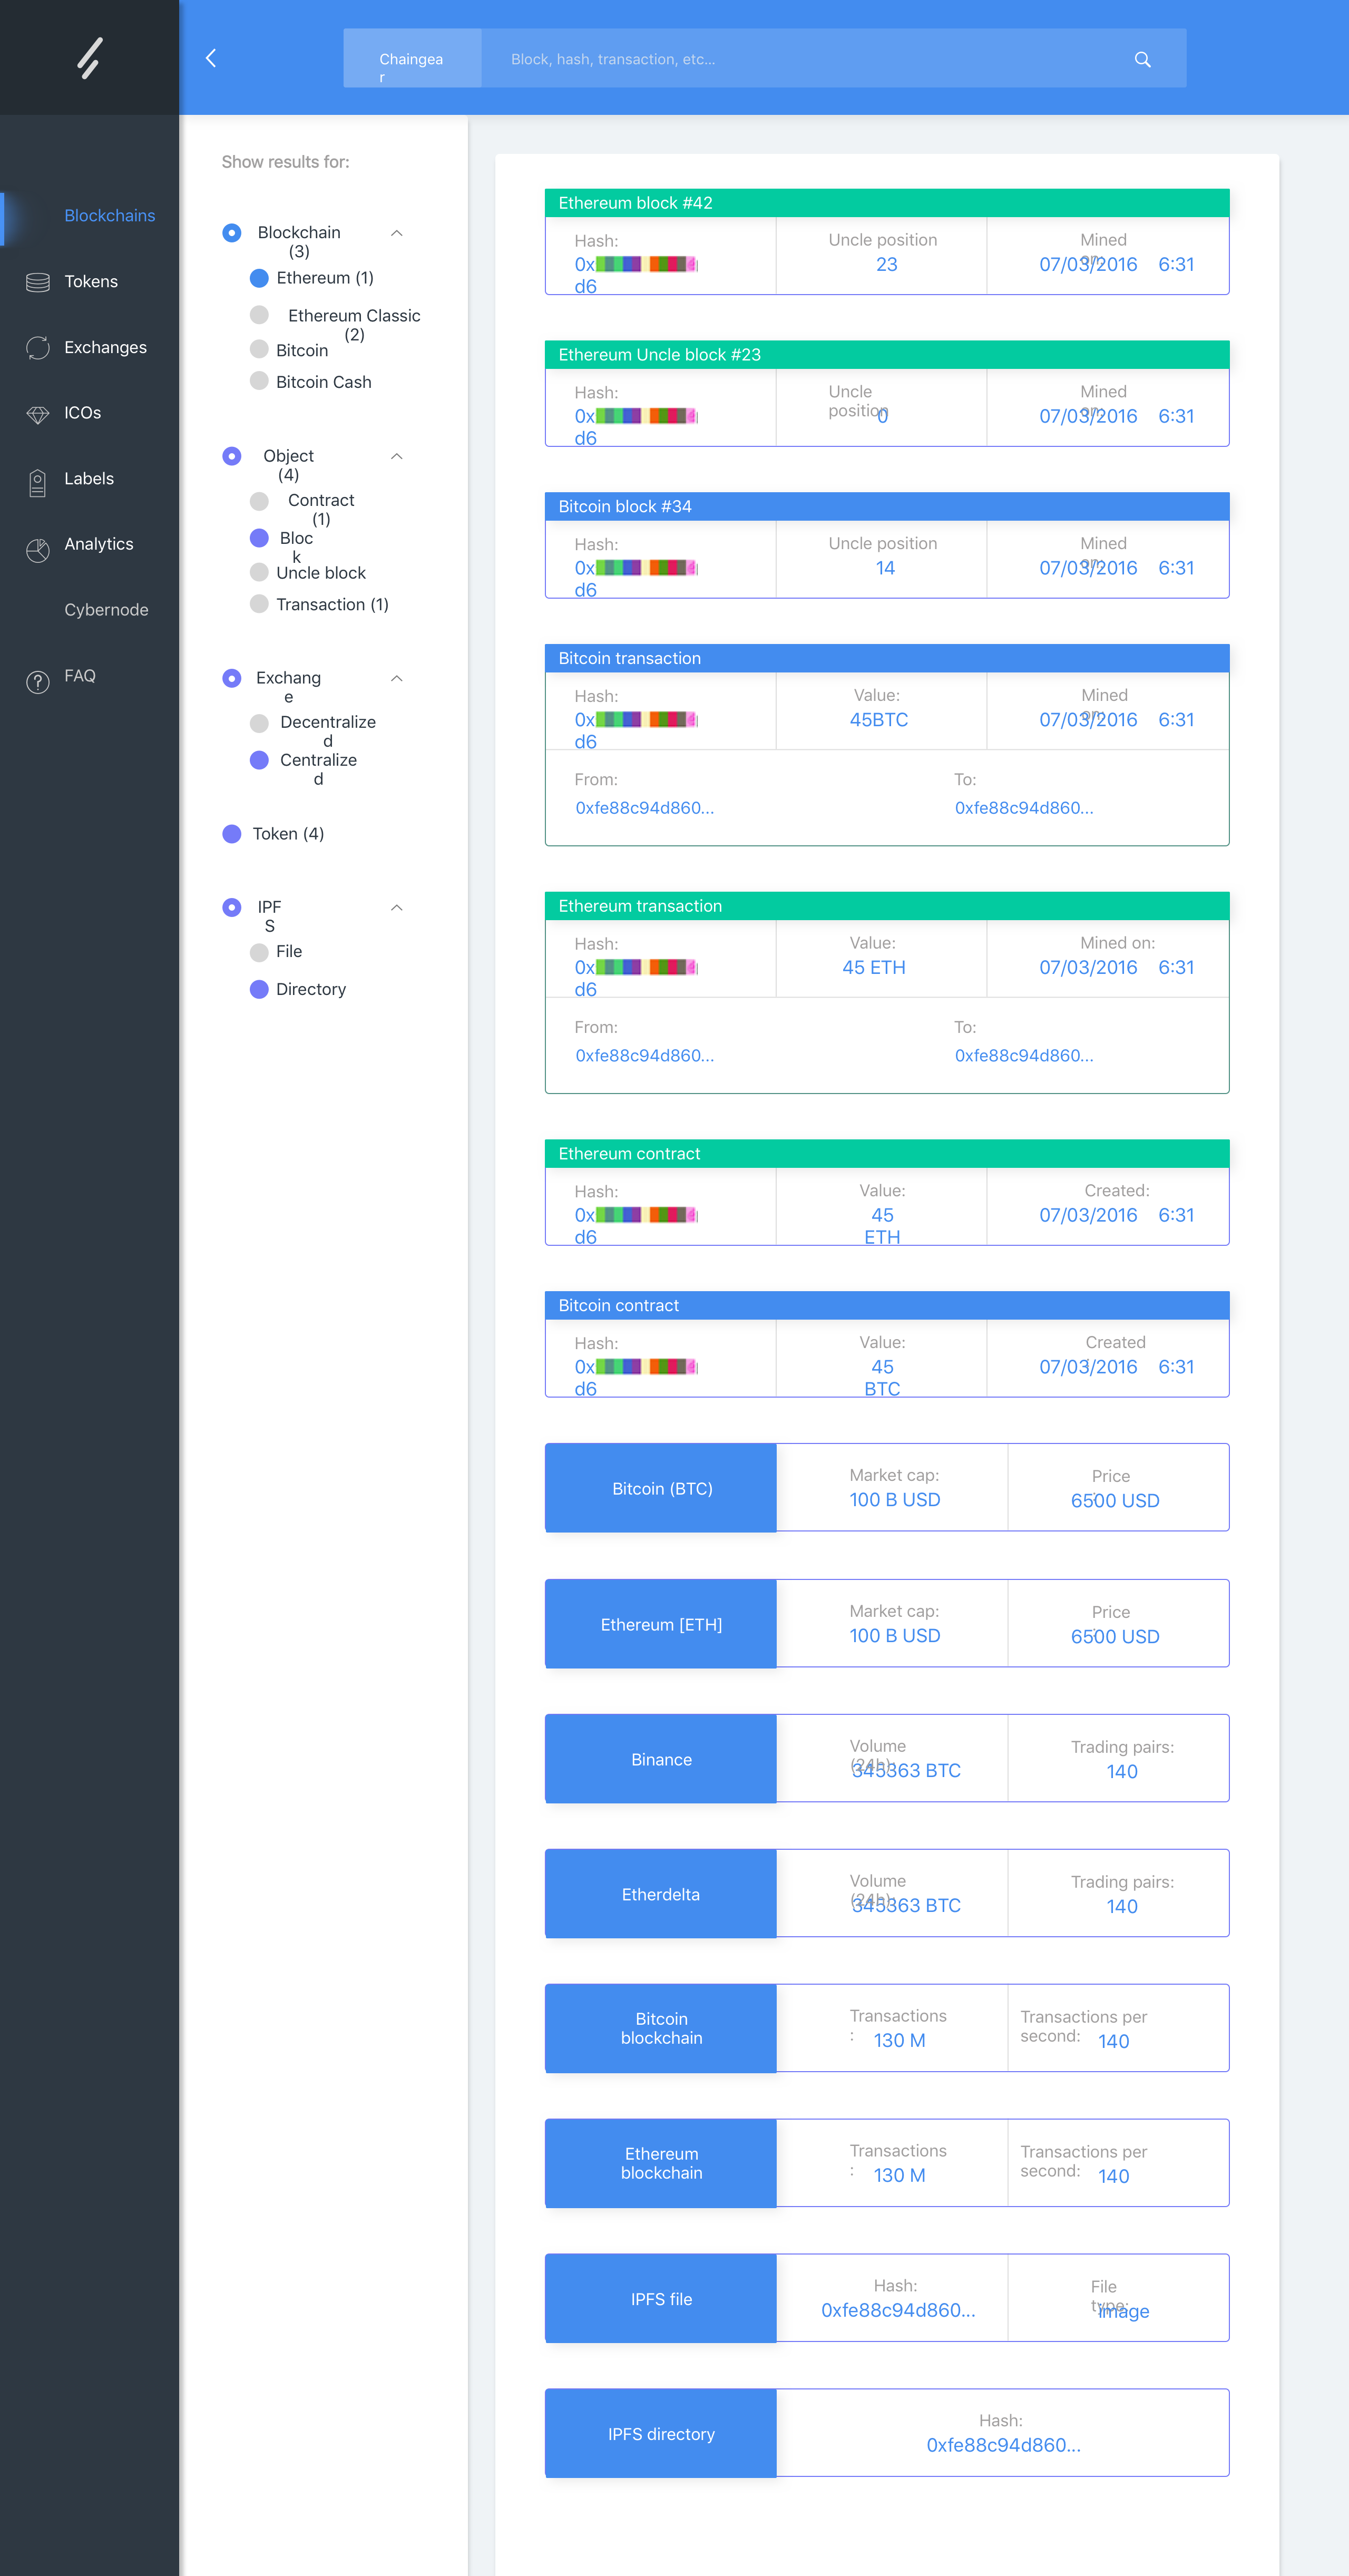 Chaingea
r
Block, hash, transaction, etc...
Blockchains
Tokens
Exchanges
ICOs
Labels
Analytics
Cybernode
FAQ
Show results for:
Blockchain
(3)
Ethereum (1)
Ethereum Classic
(2)
Bitcoin
Bitcoin Cash
Object
(4)
Contract
(1)
Bloc
k
Uncle block
Transaction (1)
Exchang
e
Decentralize
d
Centralize
d
Token (4)
IPF
S
File
Directory
Ethereum block #42
Hash:
0x
d6
Uncle position
23
Mined
on:
07/03/2016 6:31
Ethereum Uncle block #23
Hash:
0x
d6
Uncle
position
0
Mined
on:
07/03/2016 6:31
Bitcoin block #34
Hash:
0x
d6
Uncle position
14
Mined
on:
07/03/2016 6:31
Bitcoin transaction
Hash:
0x
d6
Value:
45BTC
Mined
on:
07/03/2016 6:31
From:
0xfe88c94d860...
To:
0xfe88c94d860...
Ethereum transaction
Hash:
0x
d6
Value:
45 ETH
Mined on:
07/03/2016 6:31
From:
0xfe88c94d860...
To:
0xfe88c94d860...
Ethereum contract
Hash:
0x
d6
Value:
45
ETH
Created:
07/03/2016 6:31
Bitcoin contract
Hash:
0x
d6
Value:
45
BTC
Created
:
07/03/2016 6:31
Bitcoin (BTC)
Market cap:
100 B USD
Price
:
6500 USD
Ethereum [ETH]
Market cap:
100 B USD
Price
:
6500 USD
Binance
Volume
(24h):
345363 BTC
Trading pairs:
140
Etherdelta
Volume
(24h):
345363 BTC
Trading pairs:
140
Bitcoin
blockchain
Transactions
:
130 M
Transactions per
second:
140
Ethereum
blockchain
Transactions
:
130 M
Transactions per
second:
140
IPFS file
Hash:
0xfe88c94d860...
File
type:
image
IPFS directory
Hash:
0xfe88c94d860...